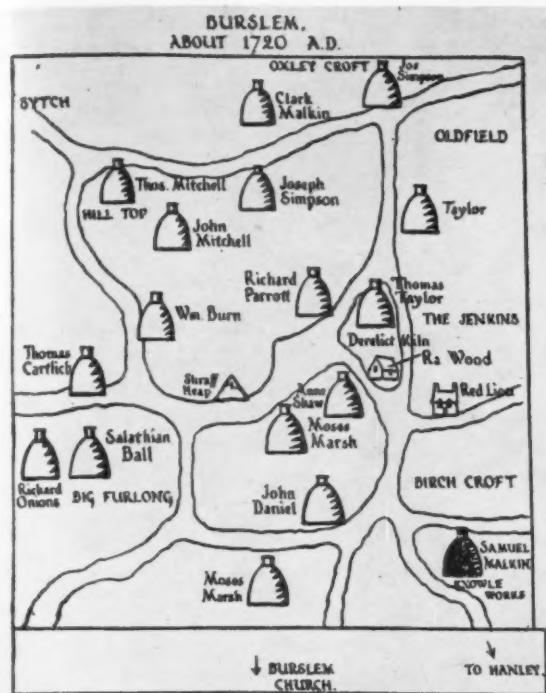 BURSLEM,
ABOUT 1720 A.D.
OXLEY CROFT
Jos
Simpson
Clark
Malkin
SYTCH
OLDFIELD
Thos. Mitchell
HILL TOP
Joseph
Simpson
John
Mitchell
Taylor
Richard
Parrott
Thomas
Taylor
Wm. Burn
THE JENKINS
Derelict Kiln
Ra Wood
Thomas
Cartlich
Shraff
Heap
Anne
Shaw
Red Lion
Moses
Marsh
Salathian
Ball
Richard
Onions
BIG FURLONG
BIRCH CROFT
John
Daniel
SAMUEL
MALKIN
KNOWLE
WORKS
Moses
Marsh
BURSLEM
CHURCH.
TO HANLEY.